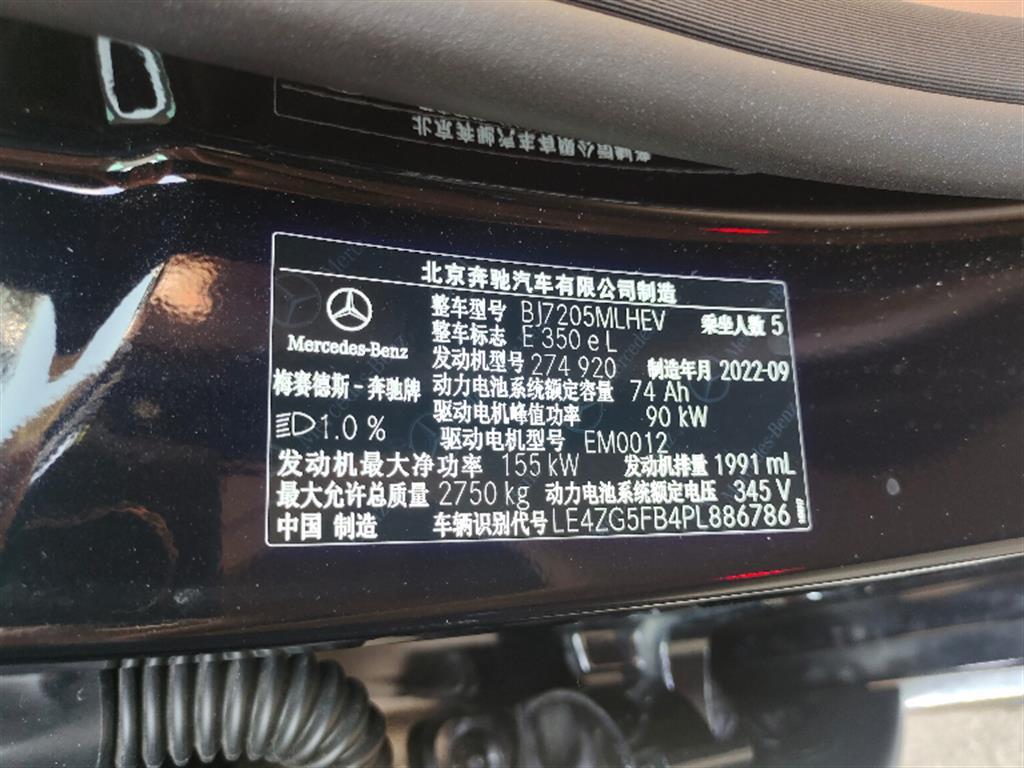 北京奔驰汽车有限公司制造
Mercedes-Benz
梅赛德斯-奔驰牌
1.0 %
整车型号 BJ7205MLHEV 乘坐人数 5
整车标志 E 350 e L
发动机型号 274 920 制造年月 2022-09
动力电池系统额定容量 74 Ah
驱动电机峰值功率 90 kW
驱动电机型号 EM0012
发动机最大净功率 155 kW 发动机排量 1991 mL
最大允许总质量 2750 kg 动力电池系统额定电压 345 V
中国 制造 车辆识别代号 LE4ZG5FB4PL886786